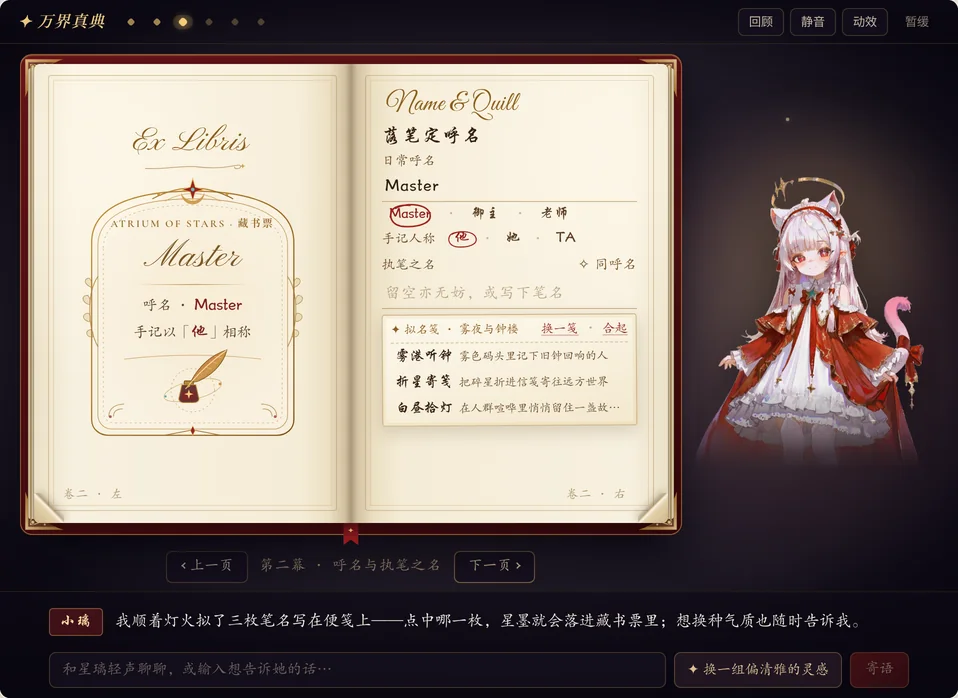 万界真典
回顾 静音 动效 暂缓
Ex Libris
ATRIUM OF STARS · 藏书票
Master
呼名 · Master
手记以「他」相称
卷二 · 左
Name & Quill
落笔定呼名
日常呼名
Master
Master · 御主 · 老师
手记人称 他 · 她 · TA
执笔之名 ✧ 同呼名
留空亦无妨，或写下笔名
✦ 拟名笺 · 雾夜与钟楼 换一笺 · 合起
雾港听钟 雾色码头里记下旧钟回响的人
折星寄笺 把碎星折进信笺寄往远方世界
白昼拾灯 在人群喧哗里悄悄留住一盏故…
卷二 · 右
‹ 上一页 第二幕 · 呼名与执笔之名 下一页 ›
小璃 我顺着灯火拟了三枚笔名写在便笺上——点中哪一枚，星墨就会落进藏书票里；想换种气质也随时告诉我。
和星璃轻声聊聊，或输入想告诉她的话… ✦ 换一组偏清雅的灵感 寄语